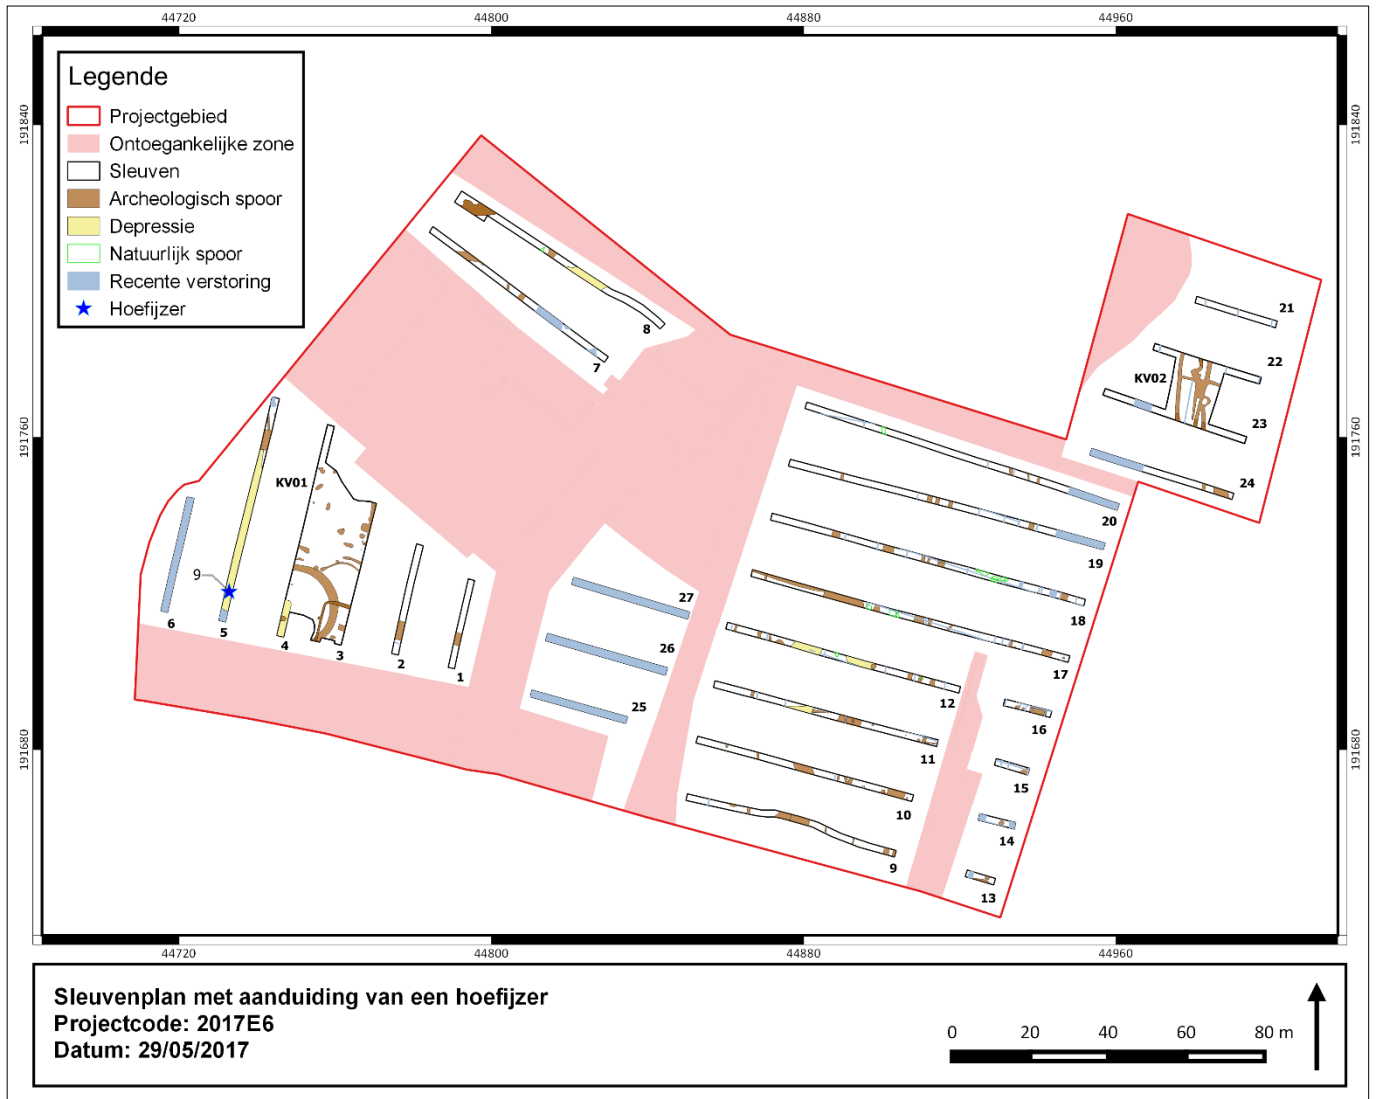 44720
44800
44880
44960
191840
191840
Legende
Projectgebied
Ontoegankelijke zone
Sleuven
Archeologisch spoor
Depressie
Natuurlijk spoor
Recente verstoring
Hoefijzer
21
22
KV02
23
24
8
7
191760
191760
KV01
20
19
18
17
9
27
26
25
6
5
4
3
2
1
12
11
16
15
10
14
9
13
191680
191680
44720
44800
44880
44960
Sleuvenplan met aanduiding van een hoefijzer
Projectcode: 2017E6
Datum: 29/05/2017
0 20 40 60 80 m